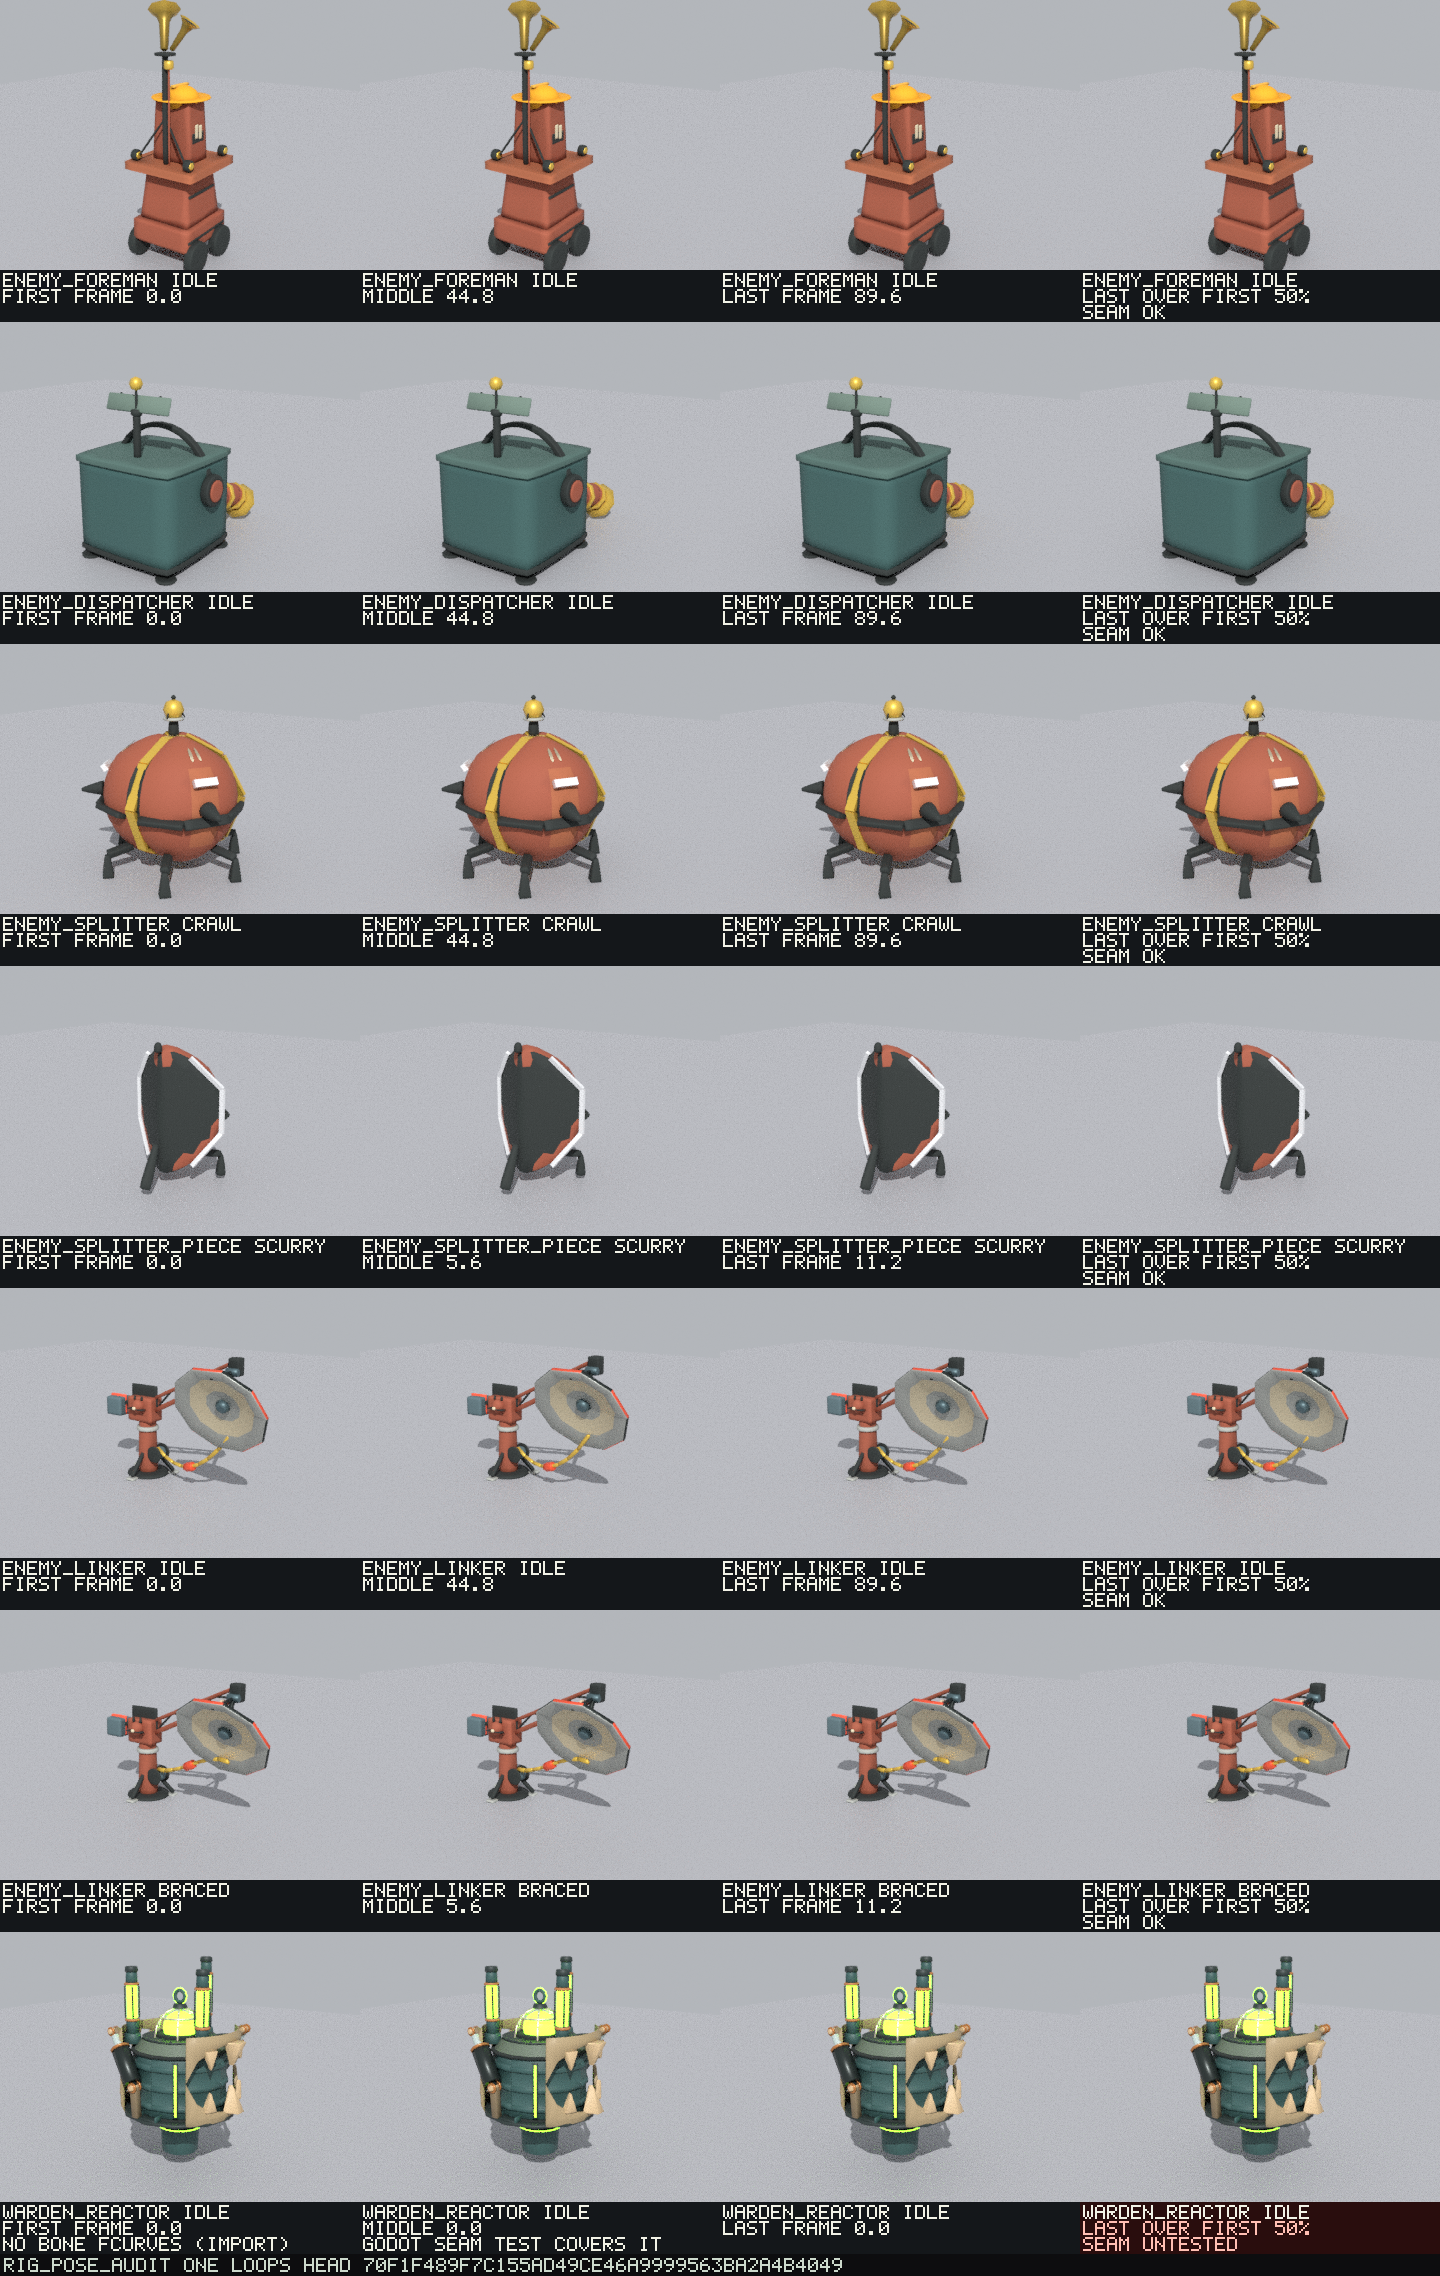 ENEMY_FOREMAN IDLE
FIRST FRAME 0.0
ENEMY_FOREMAN IDLE
MIDDLE 44.8
ENEMY_FOREMAN IDLE
LAST FRAME 89.6
ENEMY_FOREMAN IDLE
LAST OVER FIRST 50%
SEAM OK
ENEMY_DISPATCHER IDLE
FIRST FRAME 0.0
ENEMY_DISPATCHER IDLE
MIDDLE 44.8
ENEMY_DISPATCHER IDLE
LAST FRAME 89.6
ENEMY_DISPATCHER IDLE
LAST OVER FIRST 50%
SEAM OK
ENEMY_SPLITTER CRAWL
FIRST FRAME 0.0
ENEMY_SPLITTER CRAWL
MIDDLE 44.8
ENEMY_SPLITTER CRAWL
LAST FRAME 89.6
ENEMY_SPLITTER CRAWL
LAST OVER FIRST 50%
SEAM OK
ENEMY_SPLITTER_PIECE SCURRY
FIRST FRAME 0.0
ENEMY_SPLITTER_PIECE SCURRY
MIDDLE 5.6
ENEMY_SPLITTER_PIECE SCURRY
LAST FRAME 11.2
ENEMY_SPLITTER_PIECE SCURRY
LAST OVER FIRST 50%
SEAM OK
ENEMY_LINKER IDLE
FIRST FRAME 0.0
ENEMY_LINKER IDLE
MIDDLE 44.8
ENEMY_LINKER IDLE
LAST FRAME 89.6
ENEMY_LINKER IDLE
LAST OVER FIRST 50%
SEAM OK
ENEMY_LINKER BRACED
FIRST FRAME 0.0
ENEMY_LINKER BRACED
MIDDLE 5.6
ENEMY_LINKER BRACED
LAST FRAME 11.2
ENEMY_LINKER BRACED
LAST OVER FIRST 50%
SEAM OK
WARDEN_REACTOR IDLE
FIRST FRAME 0.0
NO BONE FCURVES (IMPORT)
WARDEN_REACTOR IDLE
MIDDLE 0.0
GODOT SEAM TEST COVERS IT
WARDEN_REACTOR IDLE
LAST FRAME 0.0
WARDEN_REACTOR IDLE
LAST OVER FIRST 50%
SEAM UNTESTED
RIG_POSE_AUDIT ONE LOOPS HEAD 70F1F489F7C155AD49CE46A9999563BA2A4B4049